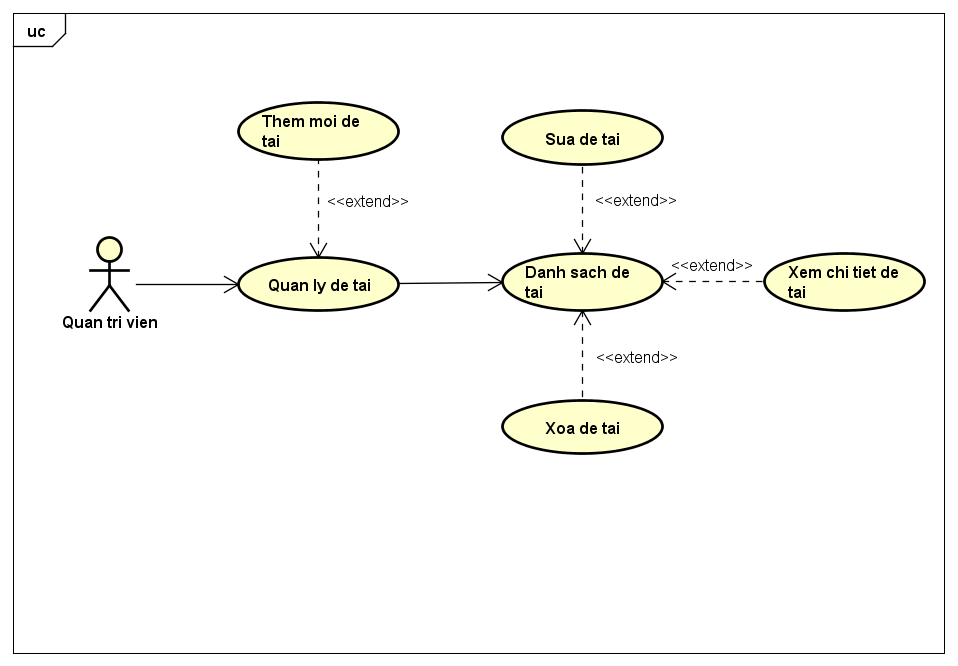 uc
Them moi de
tai
Sua de tai
<<extend>>
<<extend>>
Quan tri vien
Quan ly de tai
Danh sach de
tai
<<extend>>
Xem chi tiet de
tai
<<extend>>
Xoa de tai